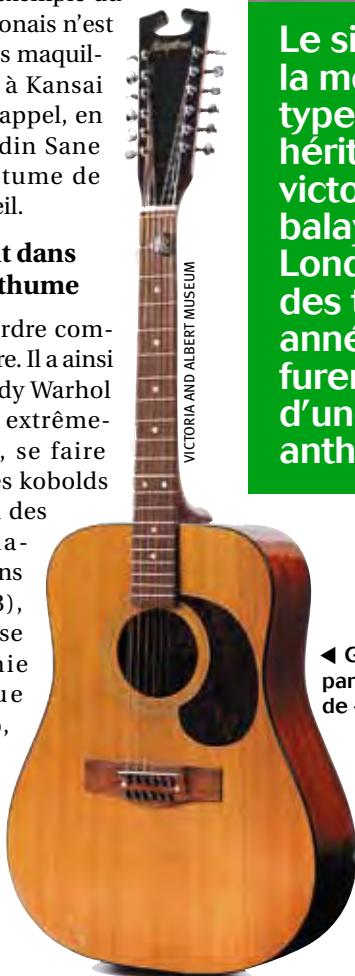 onais n'est
s maquil-
à Kansai
appel, en
din Sane
tume de
eil.
t dans
thume
rdre com-
re. Il a ainsi
dy Warhol
extrême-
, se faire
es kobolds
des
a-
ns
3),
se
nie
ue
,
VICTORIA AND ALBERT MUSEUM
Le si
la m
type
hérit
victo
balay
Lond
des t
anné
furen
d'un
anth
◀ G
par
de